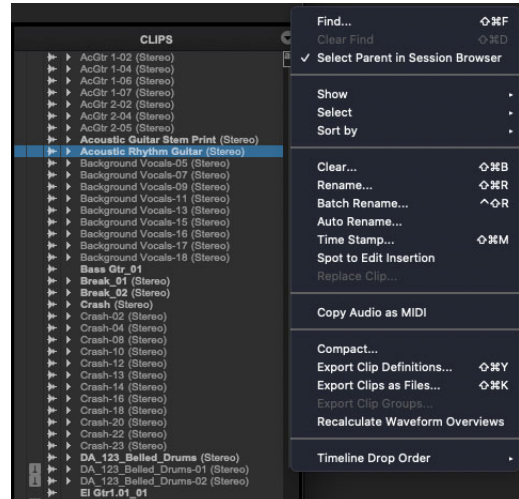 CLIPS
AcGtr 1-02 (Stereo)
AcGtr 1-04 (Stereo)
AcGtr 1-06 (Stereo)
AcGtr 1-07 (Stereo)
AcGtr 2-02 (Stereo)
AcGtr 2-04 (Stereo)
AcGtr 2-05 (Stereo)
Acoustic Guitar Stem Print (Stereo)
Acoustic Rhythm Guitar (Stereo)
Background Vocals-05 (Stereo)
Background Vocals-07 (Stereo)
Background Vocals-09 (Stereo)
Background Vocals-11 (Stereo)
Background Vocals-13 (Stereo)
Background Vocals-15 (Stereo)
Background Vocals-16 (Stereo)
Background Vocals-17 (Stereo)
Background Vocals-18 (Stereo)
Bass Gtr_01
Break_01 (Stereo)
Break_02 (Stereo)
Crash (Stereo)
Crash-02 (Stereo)
Crash-04 (Stereo)
Crash-08 (Stereo)
Crash-10 (Stereo)
Crash-12 (Stereo)
Crash-13 (Stereo)
Crash-14 (Stereo)
Crash-16 (Stereo)
Crash-18 (Stereo)
Crash-20 (Stereo)
Crash-22 (Stereo)
Crash-23 (Stereo)
DA_123_Belled_Drums (Stereo)
DA_123_Belled_Drums-01 (Stereo)
DA_123_Belled_Drums-02 (Stereo)
El Gtr1.01_01
Find... ⇧⌘F
Clear Find ⇧⌘D
✓ Select Parent in Session Browser
Show
Select
Sort by
Clear... ⇧⌘B
Rename... ⇧⌘R
Batch Rename... ^⇧R
Auto Rename...
Time Stamp... ⇧⌘M
Spot to Edit Insertion
Replace Clip...
Copy Audio as MIDI
Compact...
Export Clip Definitions... ⇧⌘Y
Export Clips as Files... ⇧⌘K
Export Clip Groups...
Recalculate Waveform Overviews
Timeline Drop Order